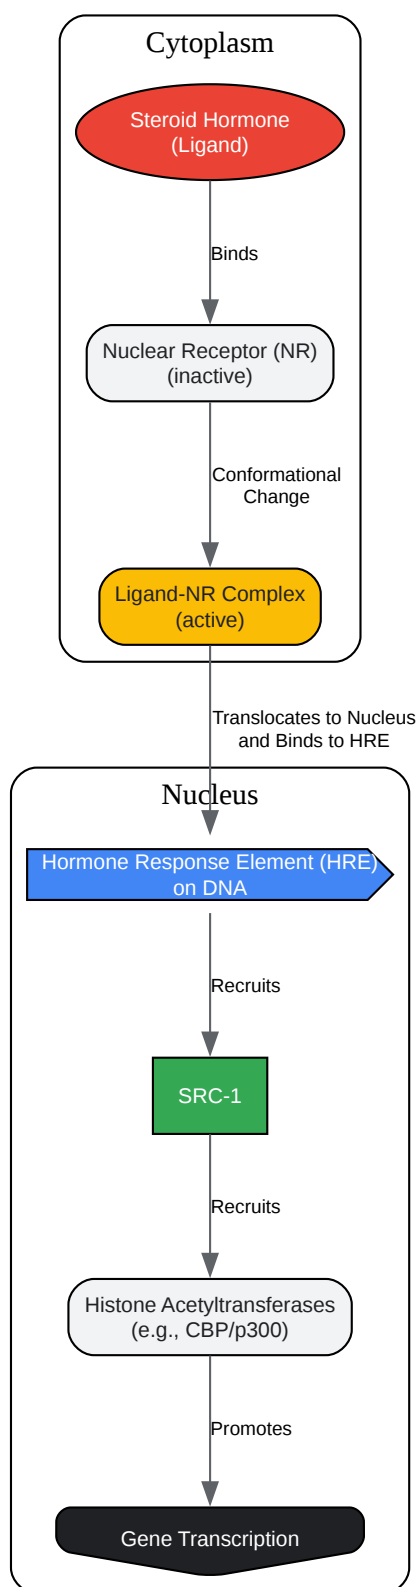 Cytoplasm
Steroid Hormone
(Ligand)
Binds
Nuclear Receptor (NR)
(inactive)
Conformational
Change
Ligand-NR Complex
(active)
Translocates to Nucleus
and Binds to HRE
Nucleus
Hormone Response Element (HRE)
on DNA
Recruits
SRC-1
Recruits
Histone Acetyltransferases
(e.g., CBP/p300)
Promotes
Gene Transcription